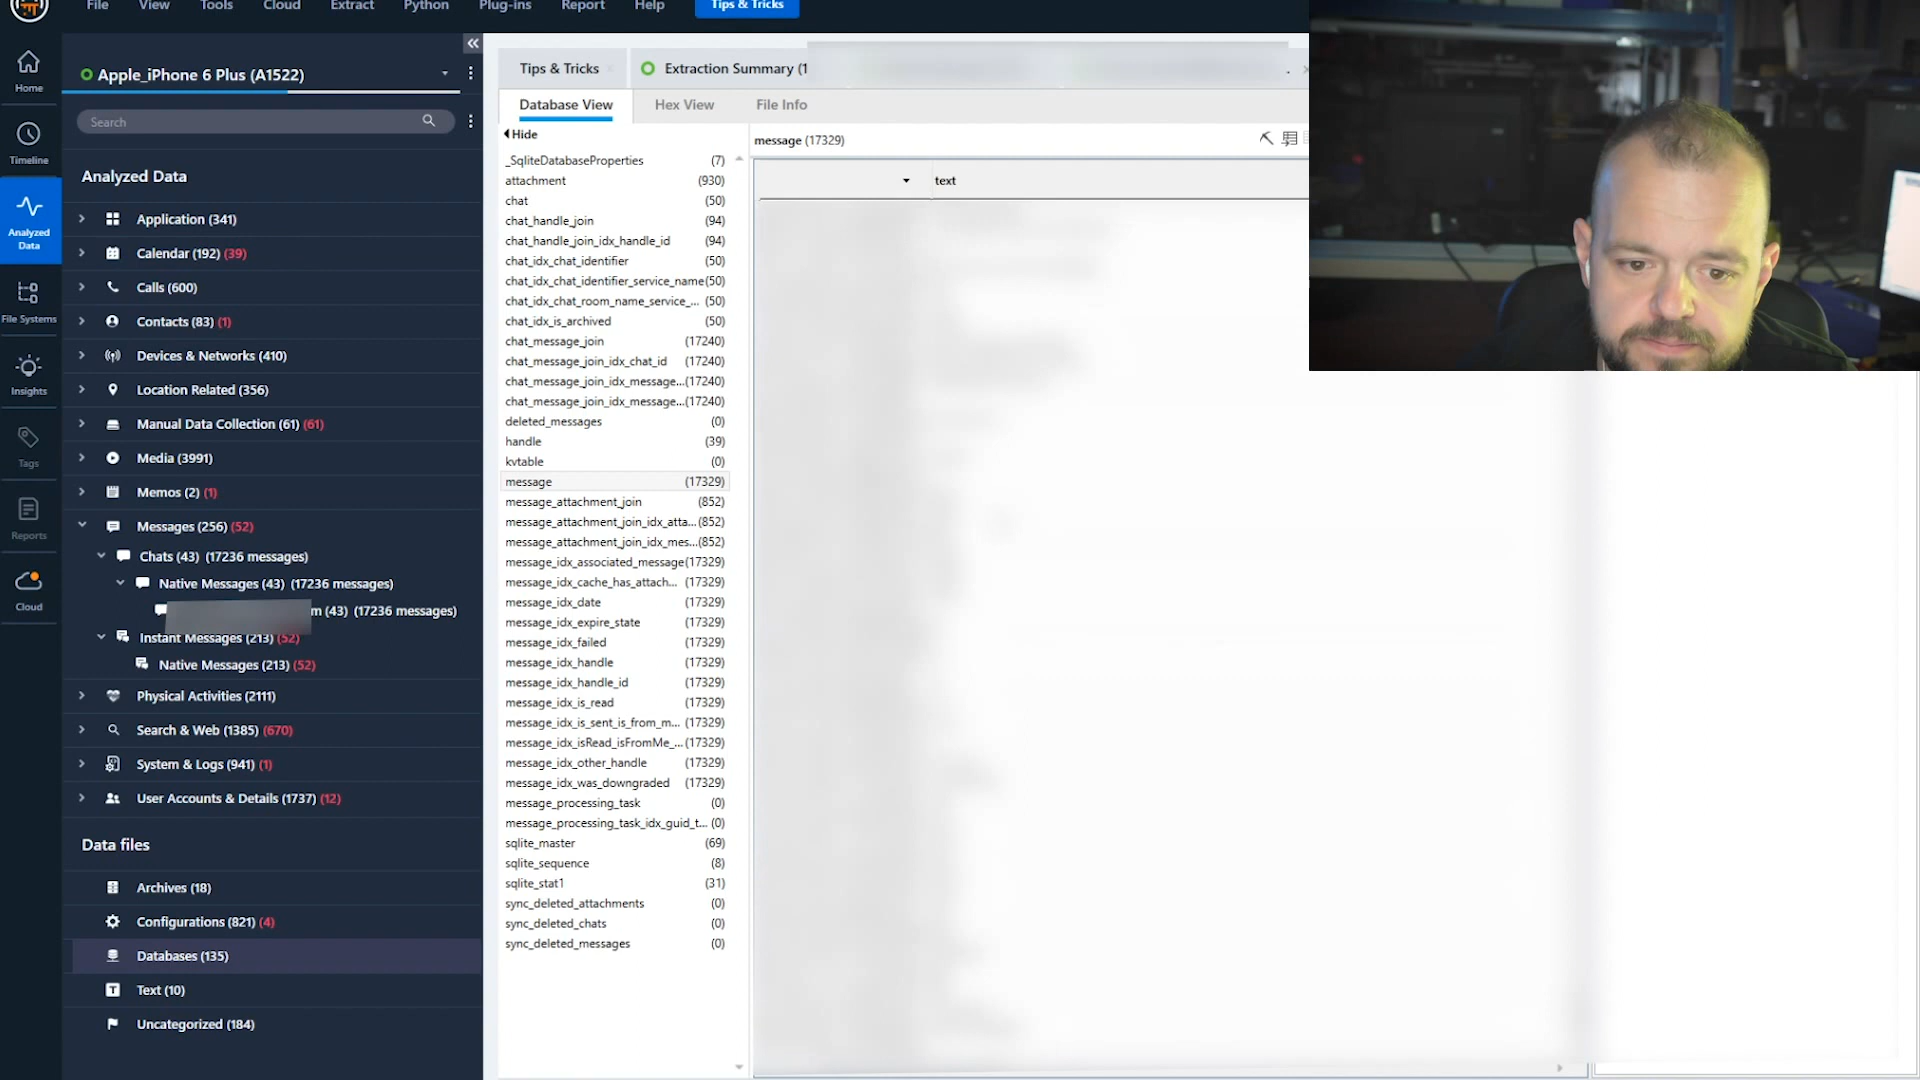 File View Tools Cloud Extract Python Plug-ins Report Help Tips & Tricks
Home
Timeline
Analyzed Data
File Systems
Insights
Tags
Reports
Cloud
Apple_iPhone 6 Plus (A1522)
Search
Analyzed Data
Application (341)
Calendar (192) (39)
Calls (600)
Contacts (83) (1)
Devices & Networks (410)
Location Related (356)
Manual Data Collection (61) (61)
Media (3991)
Memos (2) (1)
Messages (256) (52)
Chats (43) (17236 messages)
Native Messages (43) (17236 messages)
m (43) (17236 messages)
Instant Messages (213) (52)
Native Messages (213) (52)
Physical Activities (2111)
Search & Web (1385) (670)
System & Logs (941) (1)
User Accounts & Details (1737) (12)
Data files
Archives (18)
Configurations (821) (4)
Databases (135)
Text (10)
Uncategorized (184)
Tips & Tricks Extraction Summary (1
Database View Hex View File Info
Hide
_SqliteDatabaseProperties (7)
attachment (930)
chat (50)
chat_handle_join (94)
chat_handle_join_idx_handle_id (94)
chat_idx_chat_identifier (50)
chat_idx_chat_identifier_service_name (50)
chat_idx_chat_room_name_service_... (50)
chat_idx_is_archived (50)
chat_message_join (17240)
chat_message_join_idx_chat_id (17240)
chat_message_join_idx_message... (17240)
chat_message_join_idx_message... (17240)
deleted_messages (0)
handle (39)
kvtable (0)
message (17329)
message_attachment_join (852)
message_attachment_join_idx_atta... (852)
message_attachment_join_idx_mes... (852)
message_idx_associated_message (17329)
message_idx_cache_has_attach... (17329)
message_idx_date (17329)
message_idx_expire_state (17329)
message_idx_failed (17329)
message_idx_handle (17329)
message_idx_handle_id (17329)
message_idx_is_read (17329)
message_idx_is_sent_is_from_m... (17329)
message_idx_isRead_isFromMe_... (17329)
message_idx_other_handle (17329)
message_idx_was_downgraded (17329)
message_processing_task (0)
message_processing_task_idx_guid_t... (0)
sqlite_master (69)
sqlite_sequence (8)
sqlite_stat1 (31)
sync_deleted_attachments (0)
sync_deleted_chats (0)
sync_deleted_messages (0)
message (17329)
text